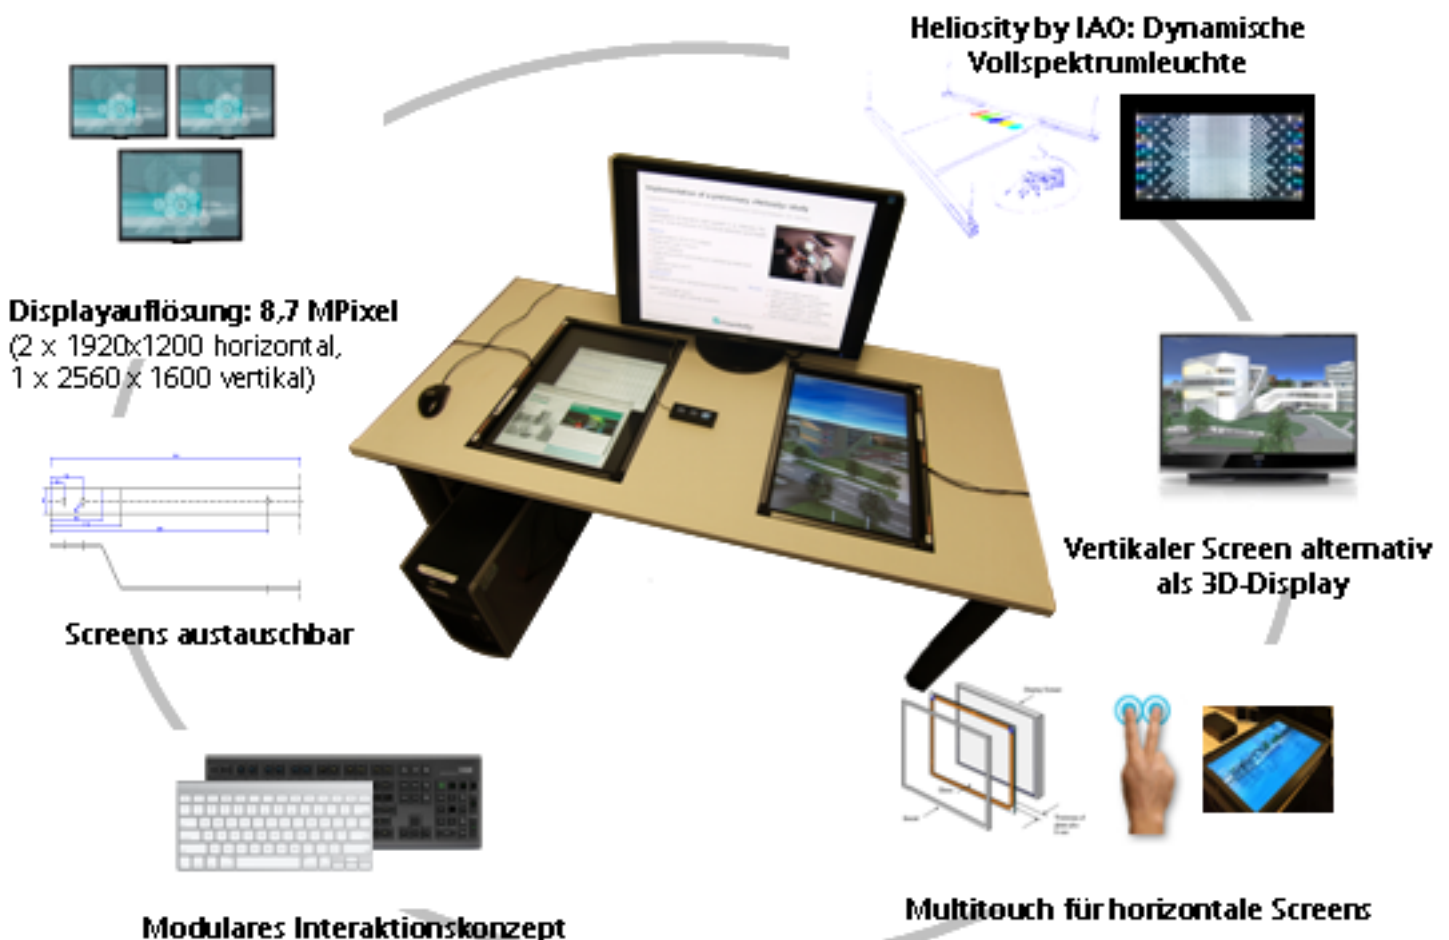 Heliosity by IAO: Dynamische
Vollspektrumleuchte
Displayauflösung: 8,7 MPixel
(2 x 1920x1200 horizontal,
1 x 2560 x 1600 vertikal)
Vertikaler Screen alternativ
als 3D-Display
Screens austauschbar
Modulares Interaktionskonzept
Multitouch für horizontale Screens